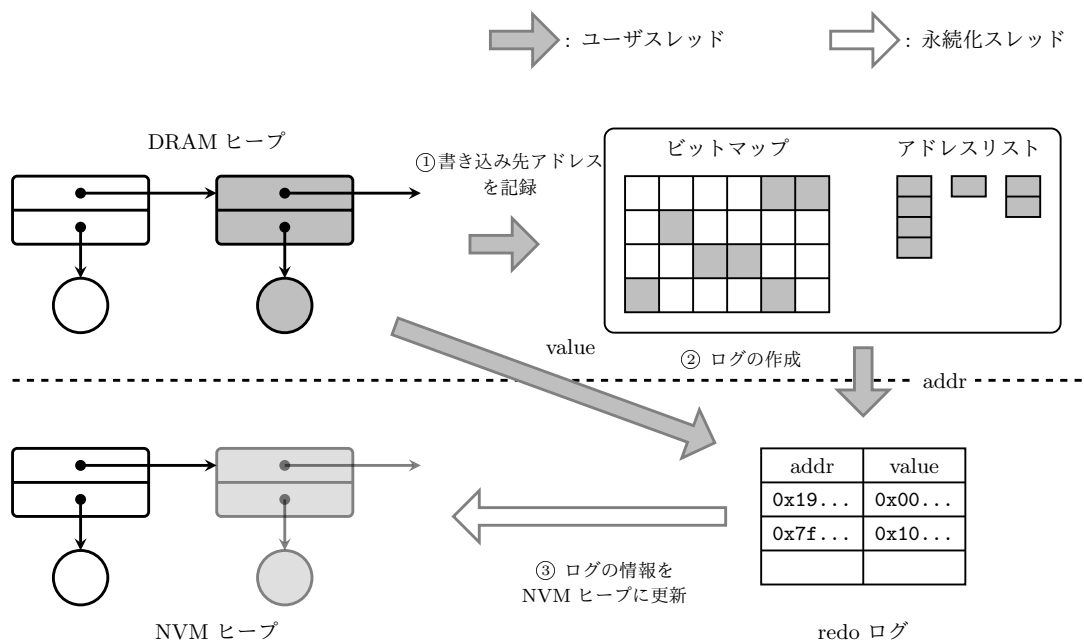 : ユーザスレッド
: 永続化スレッド
DRAM ヒープ
①書き込み先アドレス
を記録
ビットマップ
アドレスリスト
value
② ログの作成
addr
addr value
0x19... 0x00...
0x7f... 0x10...
③ ログの情報を
NVM ヒープに更新
NVM ヒープ
redo ログ